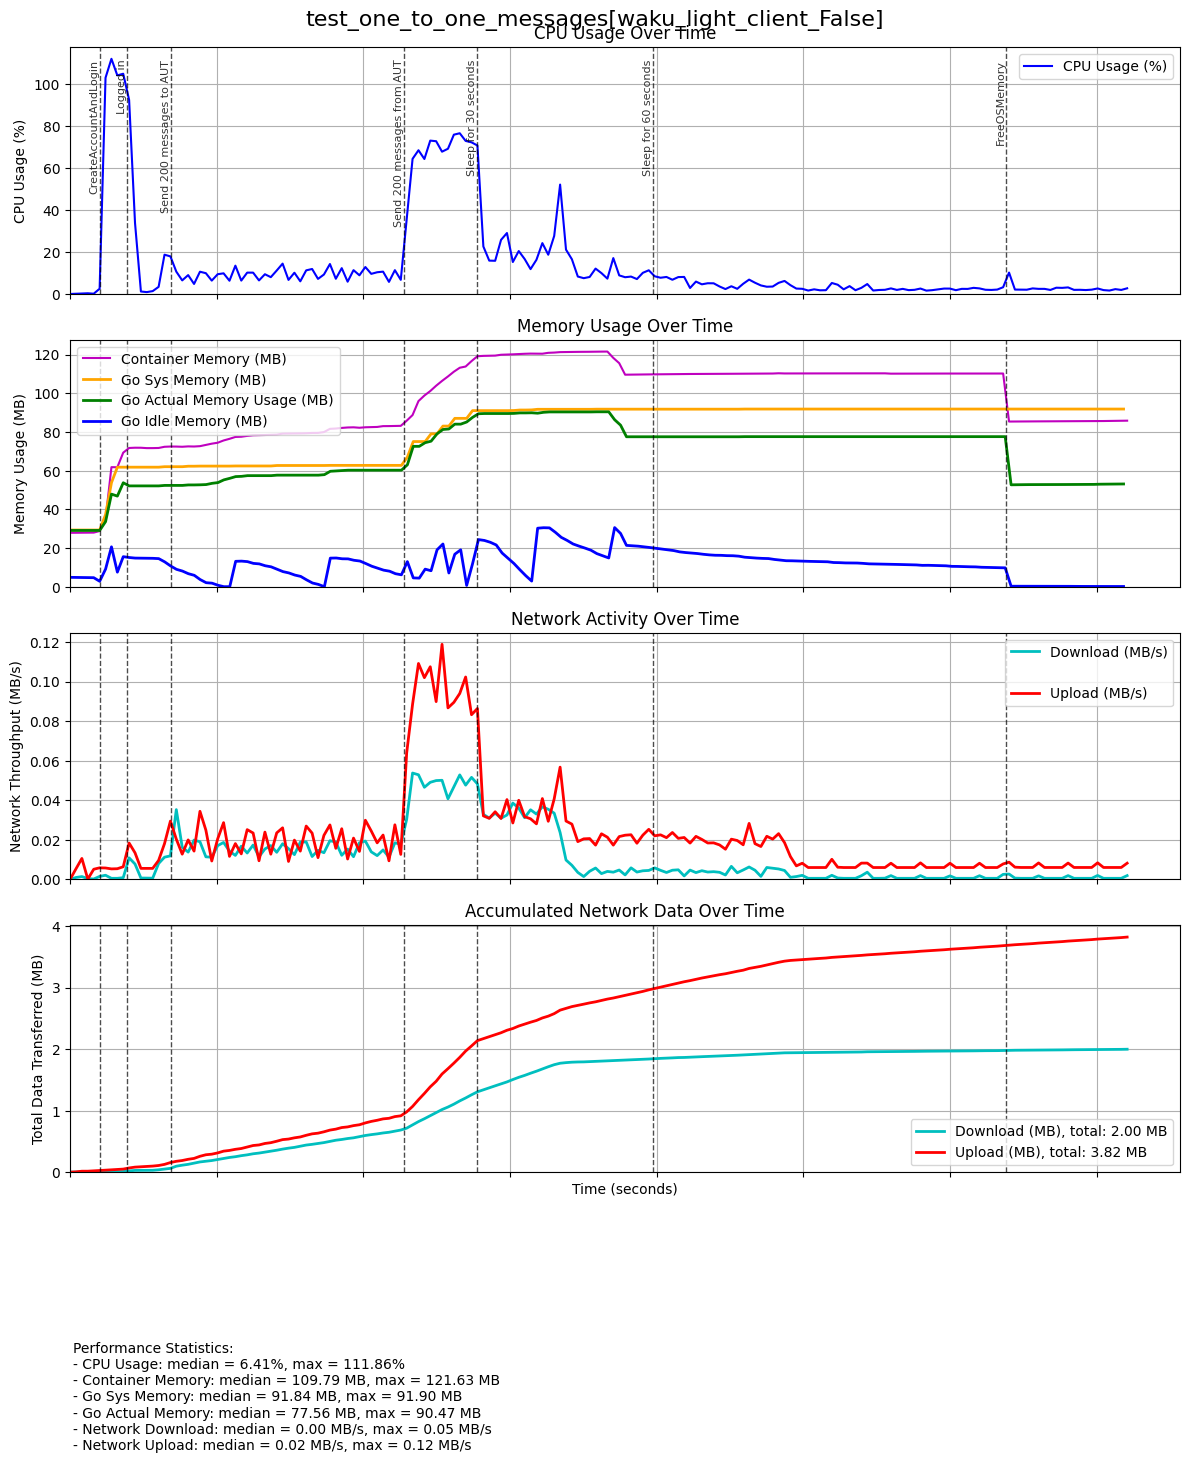 test_one_to_one_messages[waku_light_client_False]
CPU Usage Over Time
CPU Usage (%)
100
80
60
40
20
0
CreateAccountAndLogin
Logged in
Send 200 messages to AUT
Send 200 messages from AUT
Sleep for 30 seconds
Sleep for 60 seconds
FreeOSMemory
CPU Usage (%)
Memory Usage Over Time
Memory Usage (MB)
120
100
80
60
40
20
0
Container Memory (MB)
Go Sys Memory (MB)
Go Actual Memory Usage (MB)
Go Idle Memory (MB)
Network Activity Over Time
Network Throughput (MB/s)
0.12
0.10
0.08
0.06
0.04
0.02
0.00
Download (MB/s)
Upload (MB/s)
Accumulated Network Data Over Time
Total Data Transferred (MB)
4
3
2
1
0
Download (MB), total: 2.00 MB
Upload (MB), total: 3.82 MB
Time (seconds)
Performance Statistics:
- CPU Usage: median = 6.41%, max = 111.86%
- Container Memory: median = 109.79 MB, max = 121.63 MB
- Go Sys Memory: median = 91.84 MB, max = 91.90 MB
- Go Actual Memory: median = 77.56 MB, max = 90.47 MB
- Network Download: median = 0.00 MB/s, max = 0.05 MB/s
- Network Upload: median = 0.02 MB/s, max = 0.12 MB/s